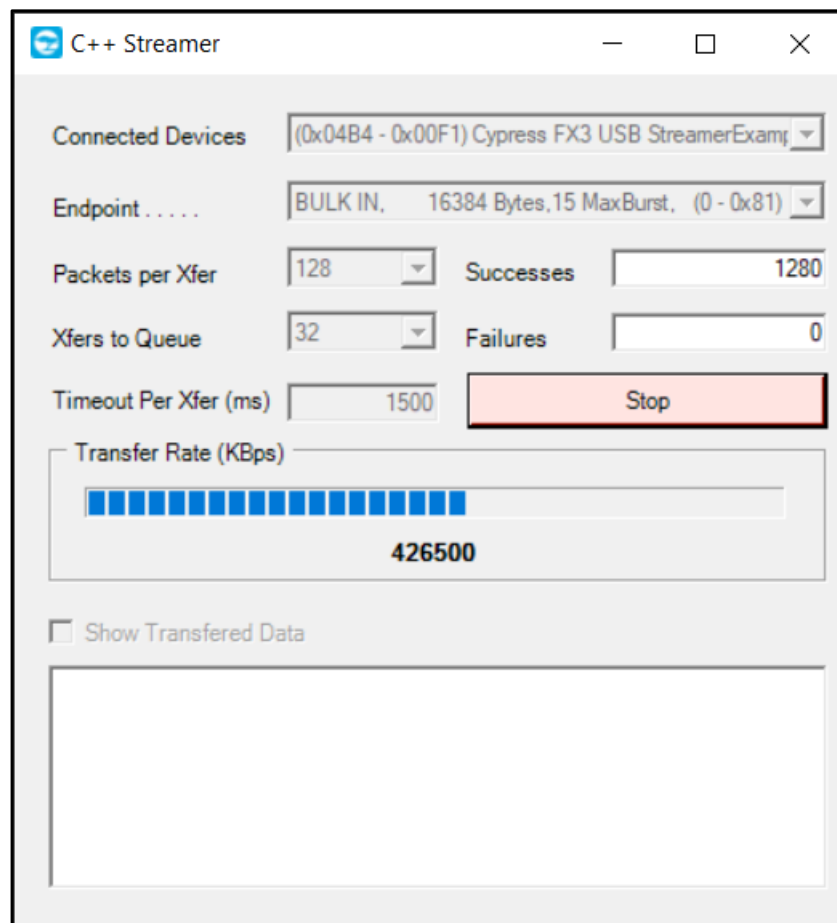 C++ Streamer
Connected Devices (0x04B4 - 0x00F1) Cypress FX3 USB StreamerExamp
Endpoint . . . . . BULK IN, 16384 Bytes,15 MaxBurst, (0 - 0x81)
Packets per Xfer 128 Successes 1280
Xfers to Queue 32 Failures 0
Timeout Per Xfer (ms) 1500 Stop
Transfer Rate (KBps)
426500
Show Transfered Data